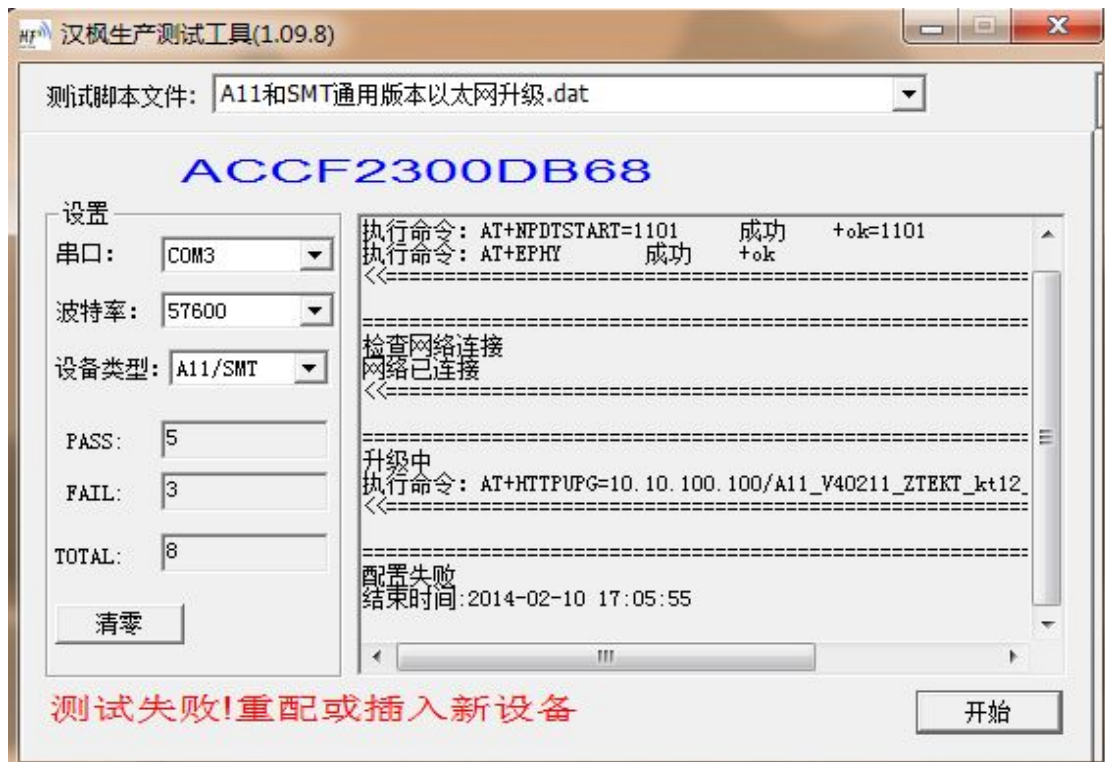 HF 汉枫生产测试工具(1.09.8)
测试脚本文件: A11和SMT通用版本以太网升级.dat
ACCF2300DB68
设置
串口: COM3
波特率: 57600
设备类型: A11/SMT
PASS: 5
FAIL: 3
TOTAL: 8
清零
执行命令: AT+NPDTSTART=1101 成功 +ok=1101
执行命令: AT+EPHY 成功 +ok
<<====================================================
====================================================
检查网络连接
网络已连接
<<====================================================
====================================================
升级中
执行命令: AT+HTTPUPG=10.10.100.100/A11_V40211_ZTEKT_kt12_
<<====================================================
====================================================
配置失败
结束时间:2014-02-10 17:05:55
测试失败!重配或插入新设备
开始